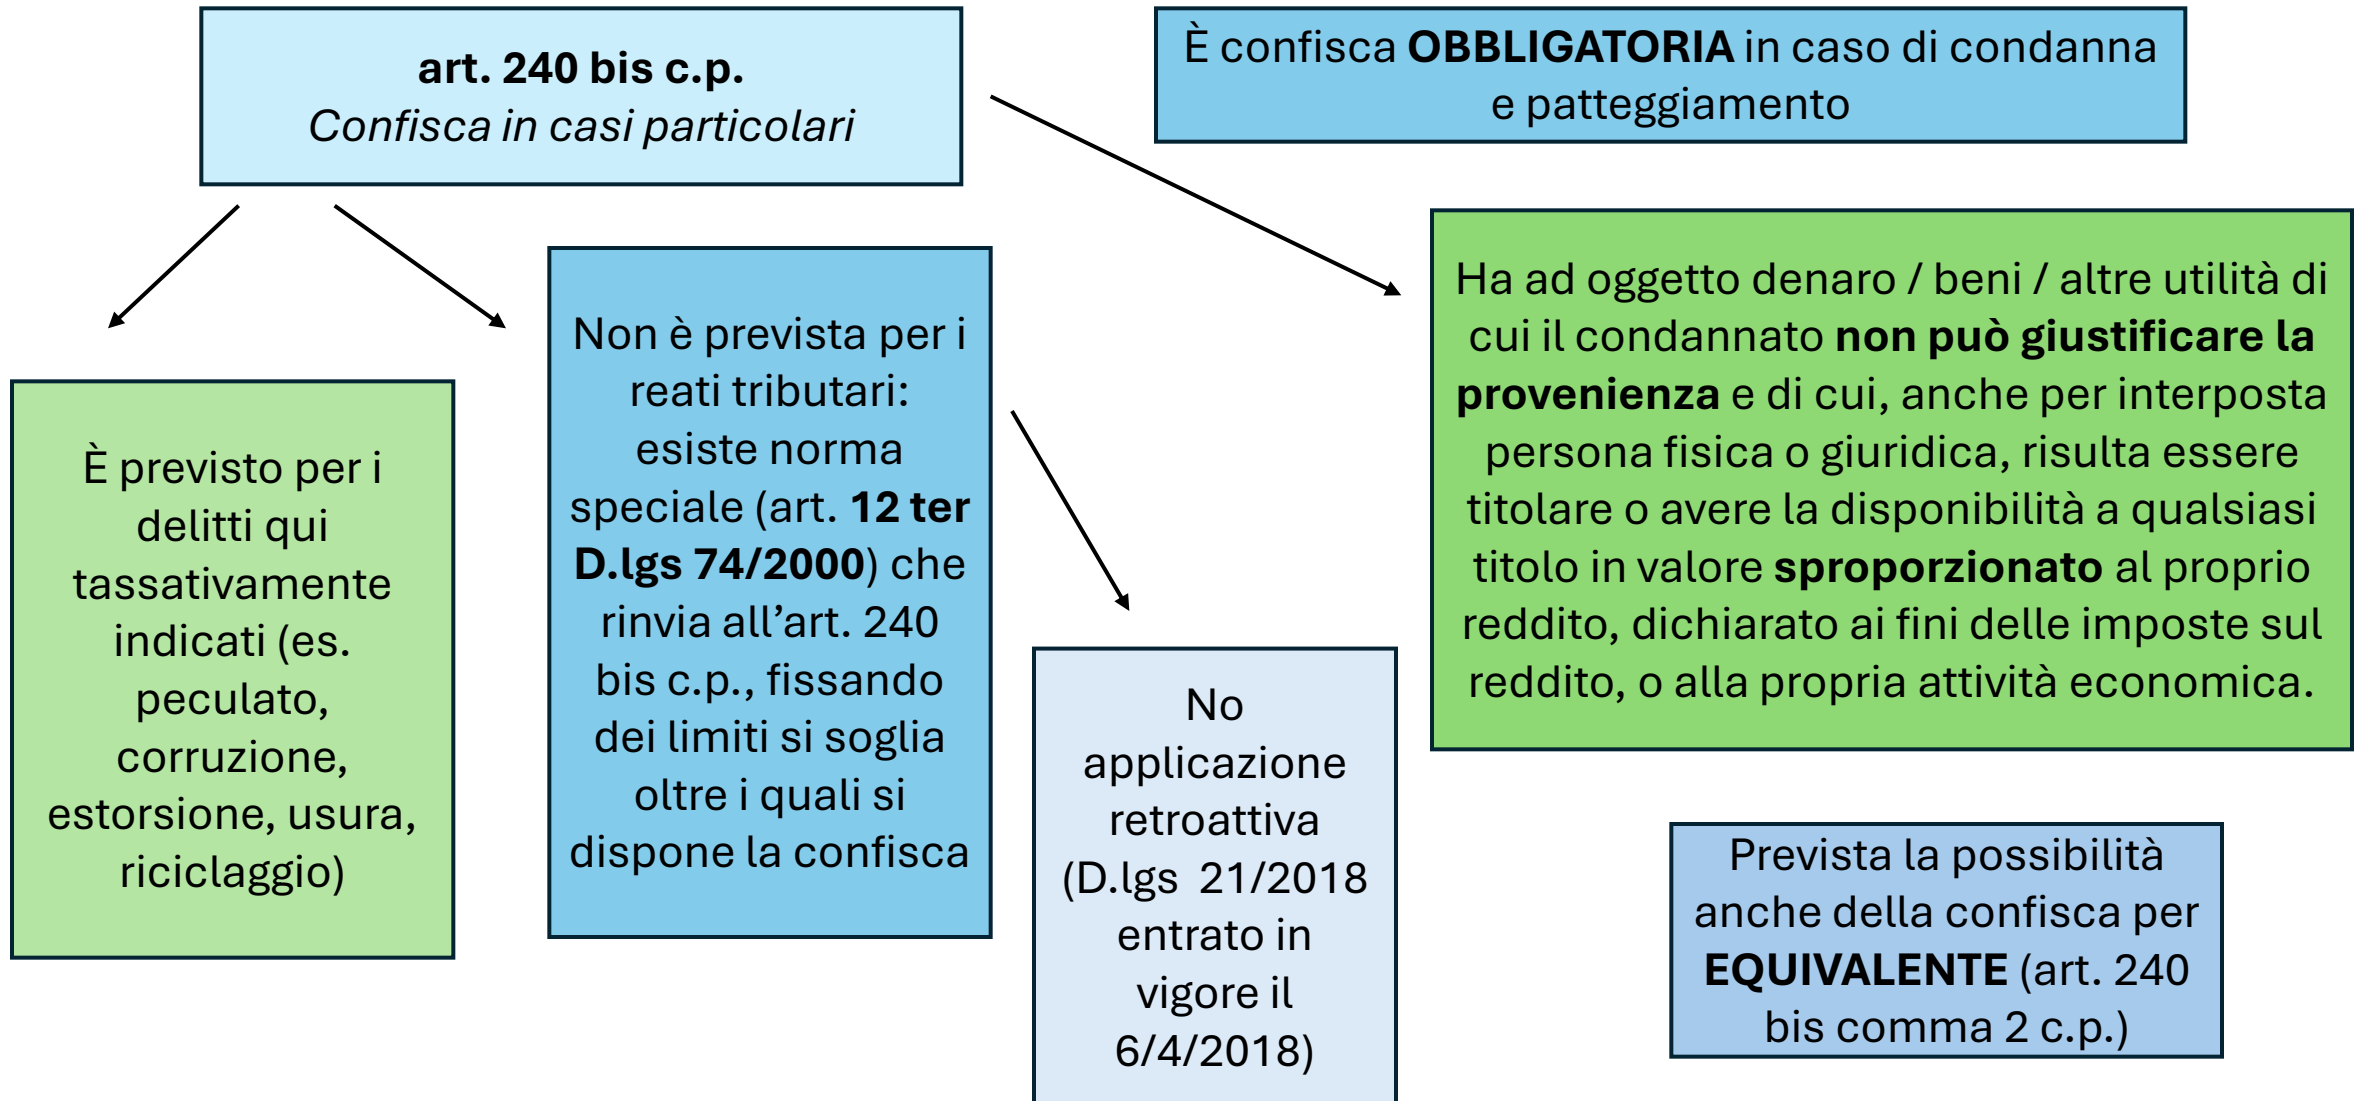 art. 240 bis c.p.
Confisca in casi particolari
È confisca OBBLIGATORIA in caso di condanna
e patteggiamento
È previsto per i
delitti qui
tassativamente
indicati (es.
peculato,
corruzione,
estorsione, usura,
riciclaggio)
Non è prevista per i
reati tributari:
esiste norma
speciale (art. 12 ter
D.lgs 74/2000) che
rinvia all’art. 240
bis c.p., fissando
dei limiti si soglia
oltre i quali si
dispone la confisca
No
applicazione
retroattiva
(D.lgs  21/2018
entrato in
vigore il
6/4/2018)
Ha ad oggetto denaro / beni / altre utilità di
cui il condannato non può giustificare la
provenienza e di cui, anche per interposta
persona fisica o giuridica, risulta essere
titolare o avere la disponibilità a qualsiasi
titolo in valore sproporzionato al proprio
reddito, dichiarato ai fini delle imposte sul
reddito, o alla propria attività economica.
Prevista la possibilità
anche della confisca per
EQUIVALENTE (art. 240
bis comma 2 c.p.)